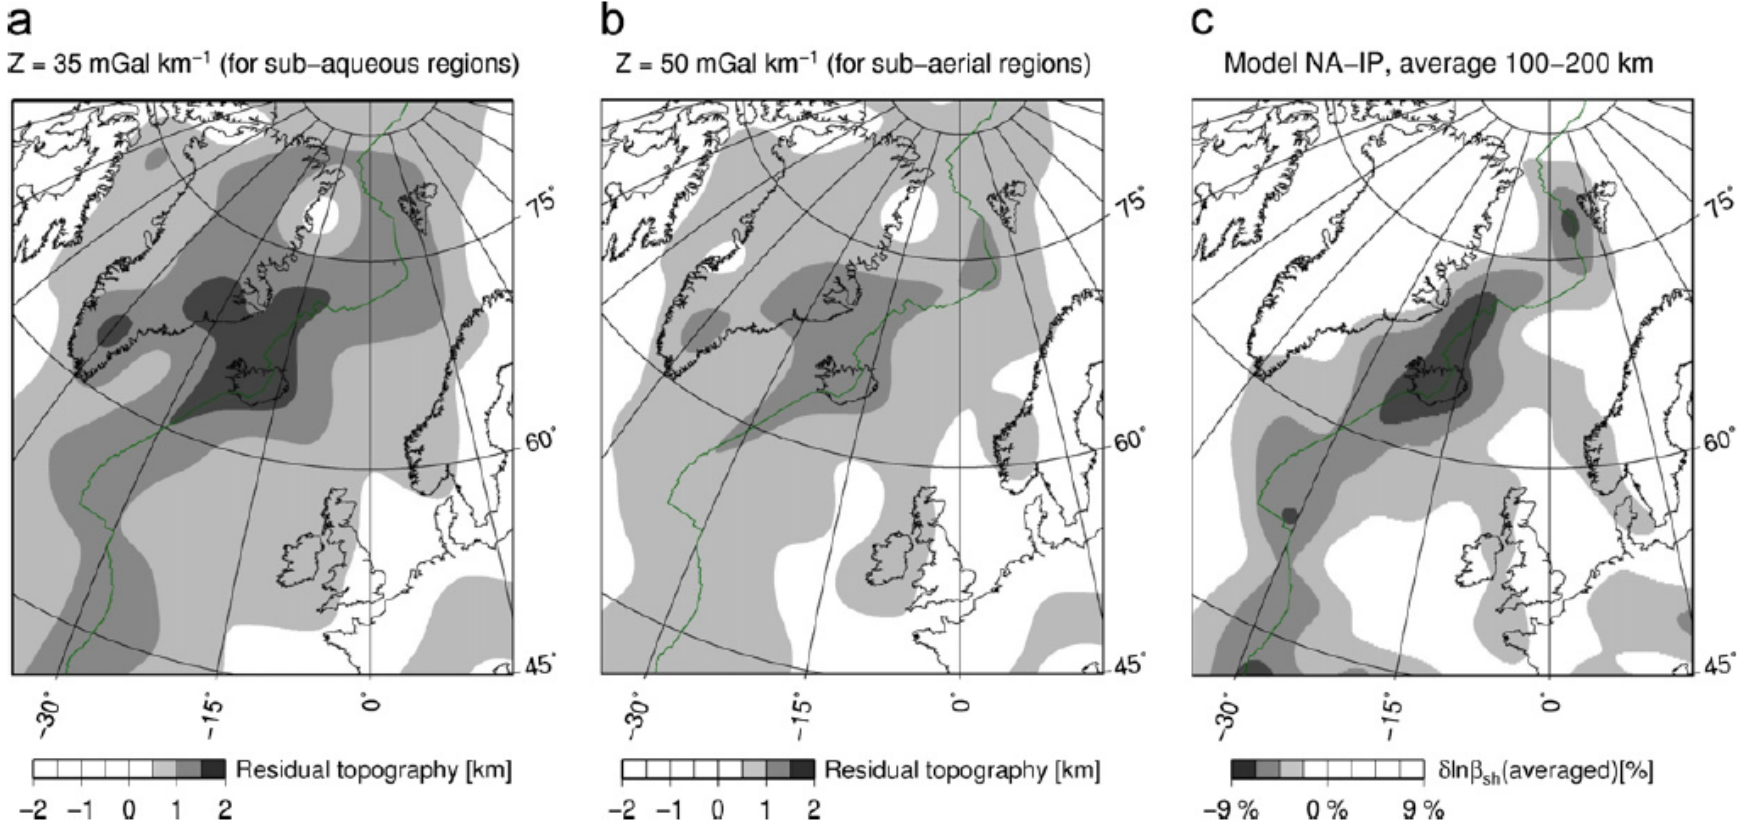 a
Z = 35 mGal km⁻¹ (for sub−aqueous regions)
75°
60°
45°
−30°
−15°
0°
Residual topography [km]
−2 −1 0 1 2
b
Z = 50 mGal km⁻¹ (for sub−aerial regions)
75°
60°
45°
−30°
−15°
0°
Residual topography [km]
−2 −1 0 1 2
c
Model NA−IP, average 100−200 km
75°
60°
45°
−30°
−15°
0°
δlnβsh(averaged)[%]
−9 % 0 % 9 %